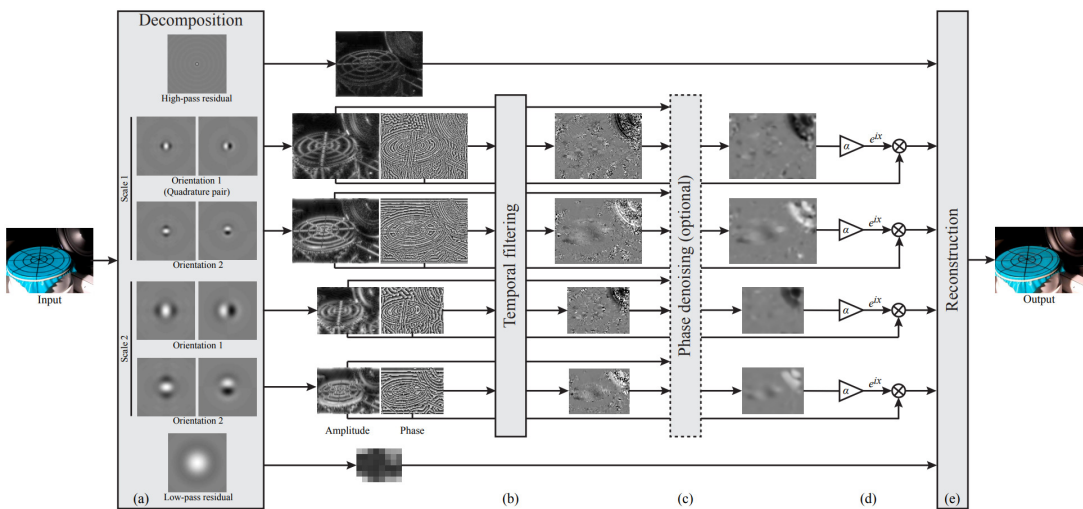 Decomposition
High-pass residual
Scale 1
Orientation 1
(Quadrature pair)
Orientation 2
Scale 2
Orientation 1
Orientation 2
Low-pass residual
Input
Amplitude
Phase
Temporal filtering
Phase denoising (optional)
α
e^{ix}
⊗
α
e^{ix}
⊗
α
e^{ix}
⊗
α
e^{ix}
⊗
Reconstruction
Output
(a)
(b)
(c)
(d)
(e)